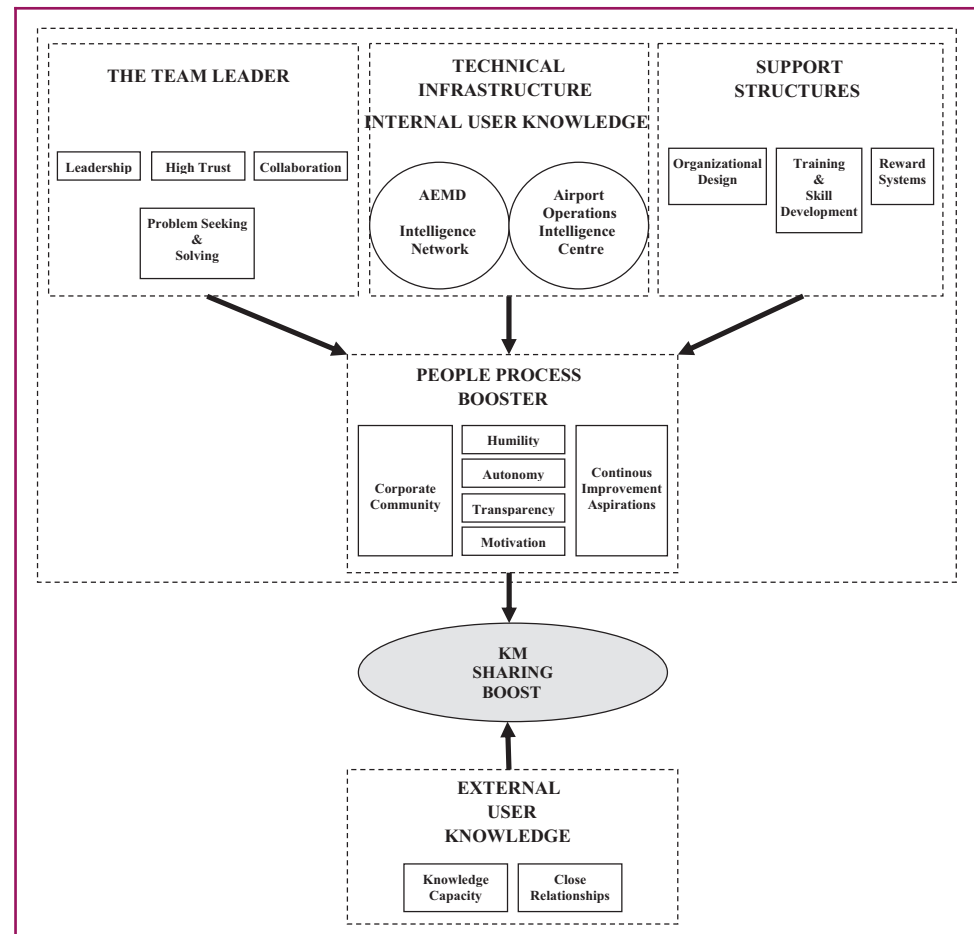 THE TEAM LEADER
Leadership
High Trust
Collaboration
Problem Seeking
&
Solving
TECHNICAL
INFRASTRUCTURE
INTERNAL USER KNOWLEDGE
AEMD
Intelligence
Network
Airport
Operations
Intelligence
Centre
SUPPORT
STRUCTURES
Organizational
Design
Training
&
Skill
Development
Reward
Systems
PEOPLE PROCESS
BOOSTER
Corporate
Community
Humility
Autonomy
Transparency
Motivation
Continous
Improvement
Aspirations
KM
SHARING
BOOST
EXTERNAL
USER
KNOWLEDGE
Knowledge
Capacity
Close
Relationships